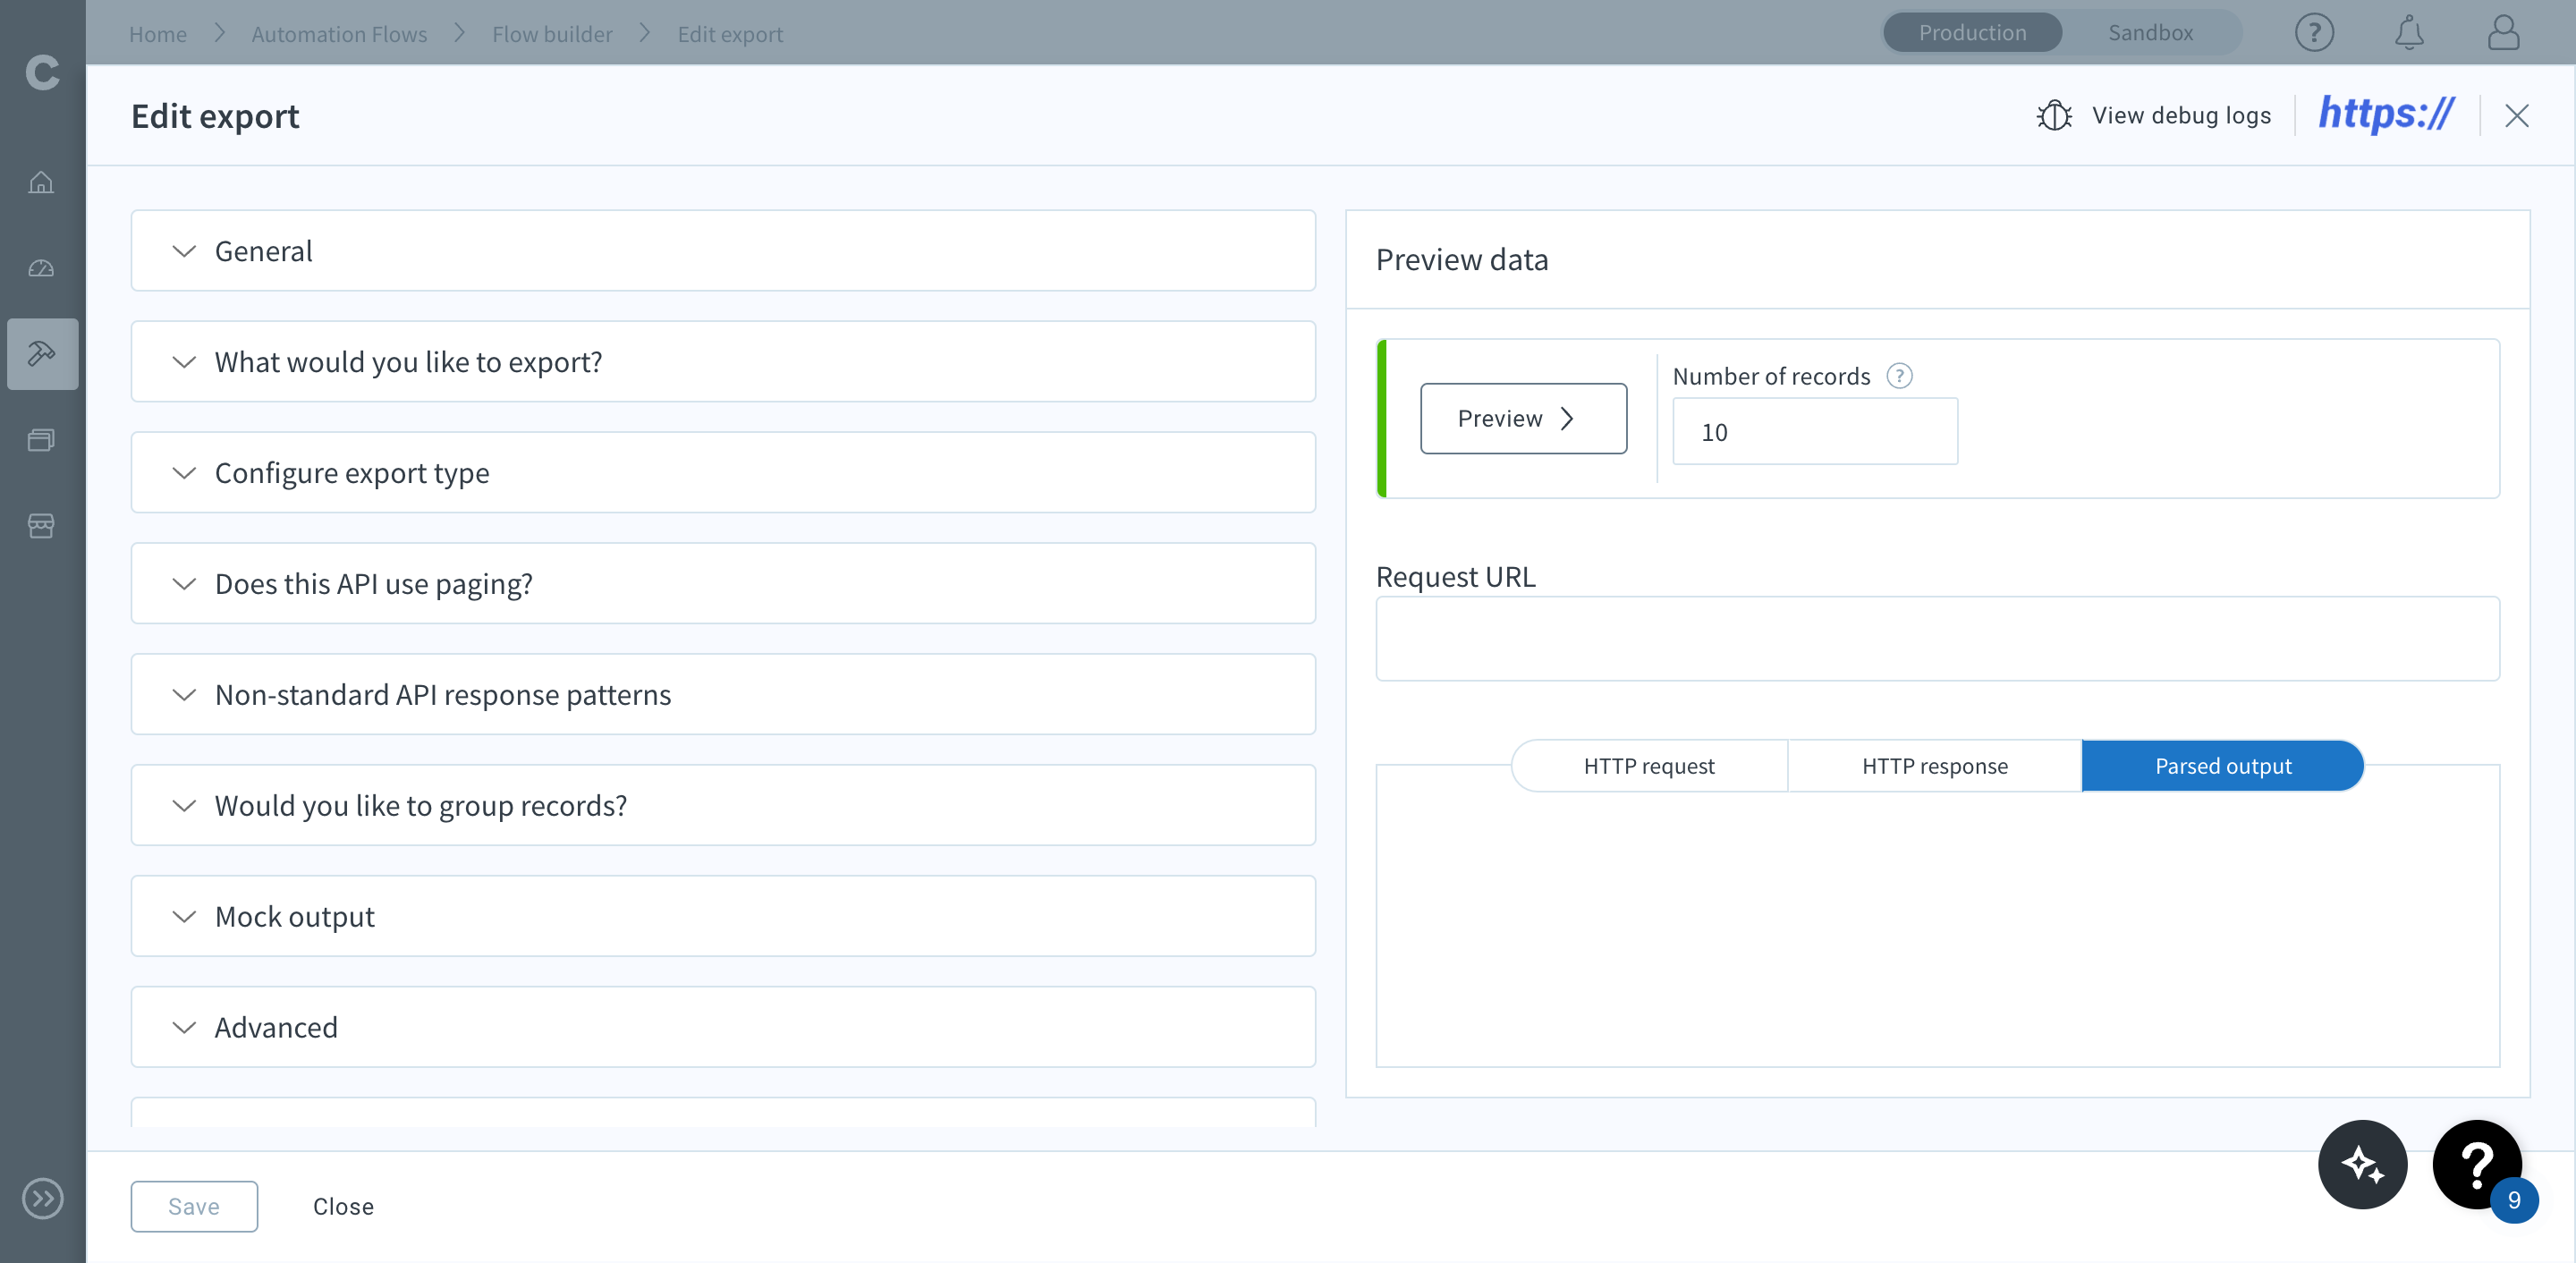 Home Automation Flows Flow builder Edit export
Production Sandbox
C
Edit export
View debug logs
https://
General
What would you like to export?
Configure export type
Does this API use paging?
Non-standard API response patterns
Would you like to group records?
Mock output
Advanced
Preview data
Preview
Number of records
10
Request URL
HTTP request HTTP response Parsed output
Save Close
9